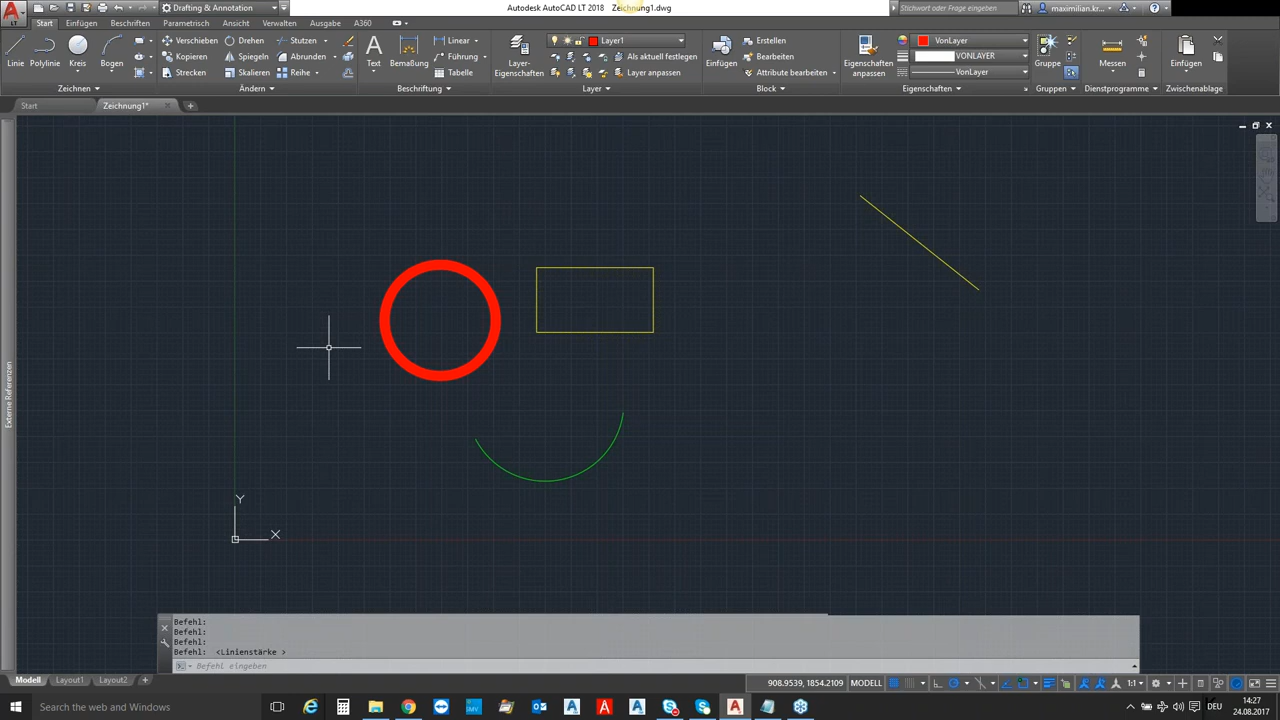 Drafting & Annotation
Autodesk AutoCAD LT 2018 Zeichnung1.dwg
Stichwort oder Frage eingeben
maximilian.kr...
LT
Start Einfügen Beschriften Parametrisch Ansicht Verwalten Ausgabe A360
Linie Polylinie Kreis Bogen
Verschieben Drehen Stutzen
Kopieren Spiegeln Abrunden
Strecken Skalieren Reihe
Text Bemaßung
Linear
Führung
Tabelle
Layer-Eigenschaften
Layer1
Als aktuell festlegen
Layer anpassen
Einfügen
Erstellen
Bearbeiten
Attribute bearbeiten
Eigenschaften anpassen
VonLayer
VONLAYER
VonLayer
Gruppe
Messen
Einfügen
Zeichnen Ändern Beschriftung Layer Block Eigenschaften Gruppen Dienstprogramme Zwischenablage
Start Zeichnung1*
Externe Referenzen
Y
X
Befehl:
Befehl:
Befehl:
Befehl: <Linienstärke >
Befehl eingeben
Modell Layout1 Layout2 +
908.9539, 1854.2109 MODELL 1:1
Search the web and Windows
DEU
14:27
24.08.2017